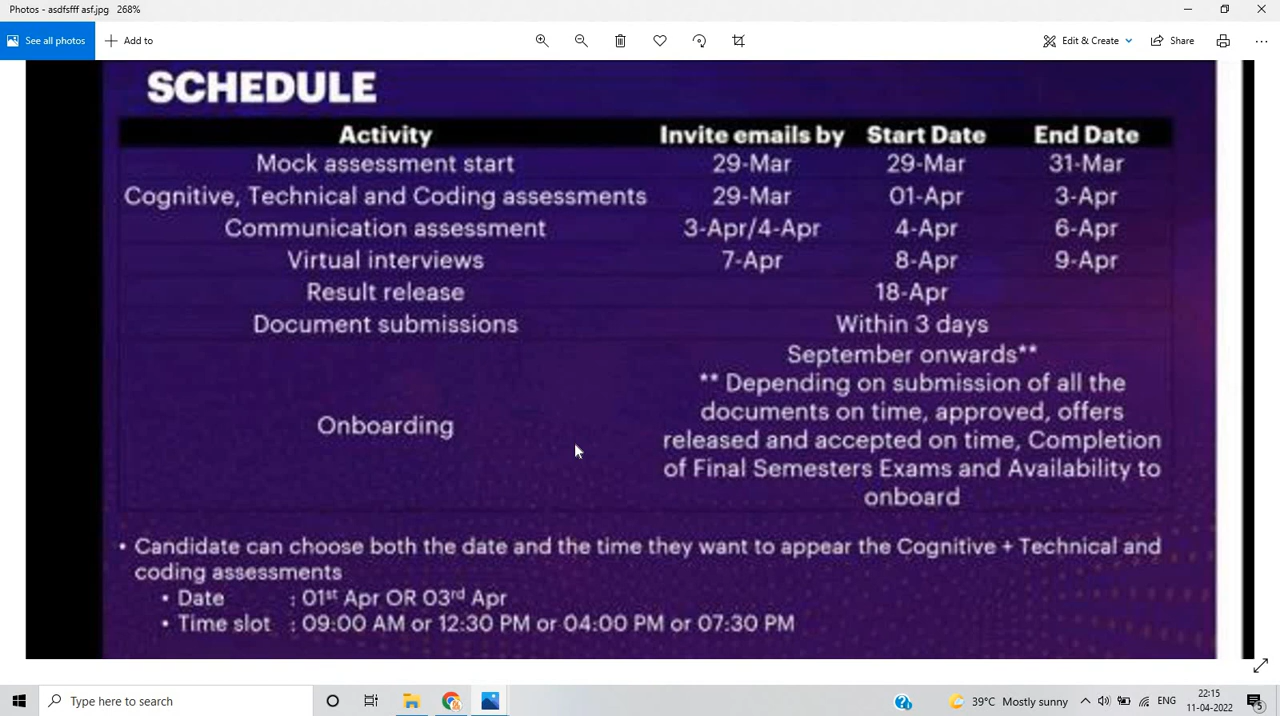 Photos - asdfsfff asf.jpg 268%
See all photos + Add to Edit & Create Share
SCHEDULE
Activity Invite emails by Start Date End Date
Mock assessment start 29-Mar 29-Mar 31-Mar
Cognitive, Technical and Coding assessments 29-Mar 01-Apr 3-Apr
Communication assessment 3-Apr/4-Apr 4-Apr 6-Apr
Virtual interviews 7-Apr 8-Apr 9-Apr
Result release 18-Apr
Document submissions Within 3 days
September onwards**
** Depending on submission of all the
documents on time, approved, offers
Onboarding
released and accepted on time, Completion
of Final Semesters Exams and Availability to
onboard
• Candidate can choose both the date and the time they want to appear the Cognitive + Technical and
coding assessments
• Date : 01st Apr OR 03rd Apr
• Time slot : 09:00 AM or 12:30 PM or 04:00 PM or 07:30 PM
Type here to search 39°C Mostly sunny ENG 22:15
11-04-2022 5